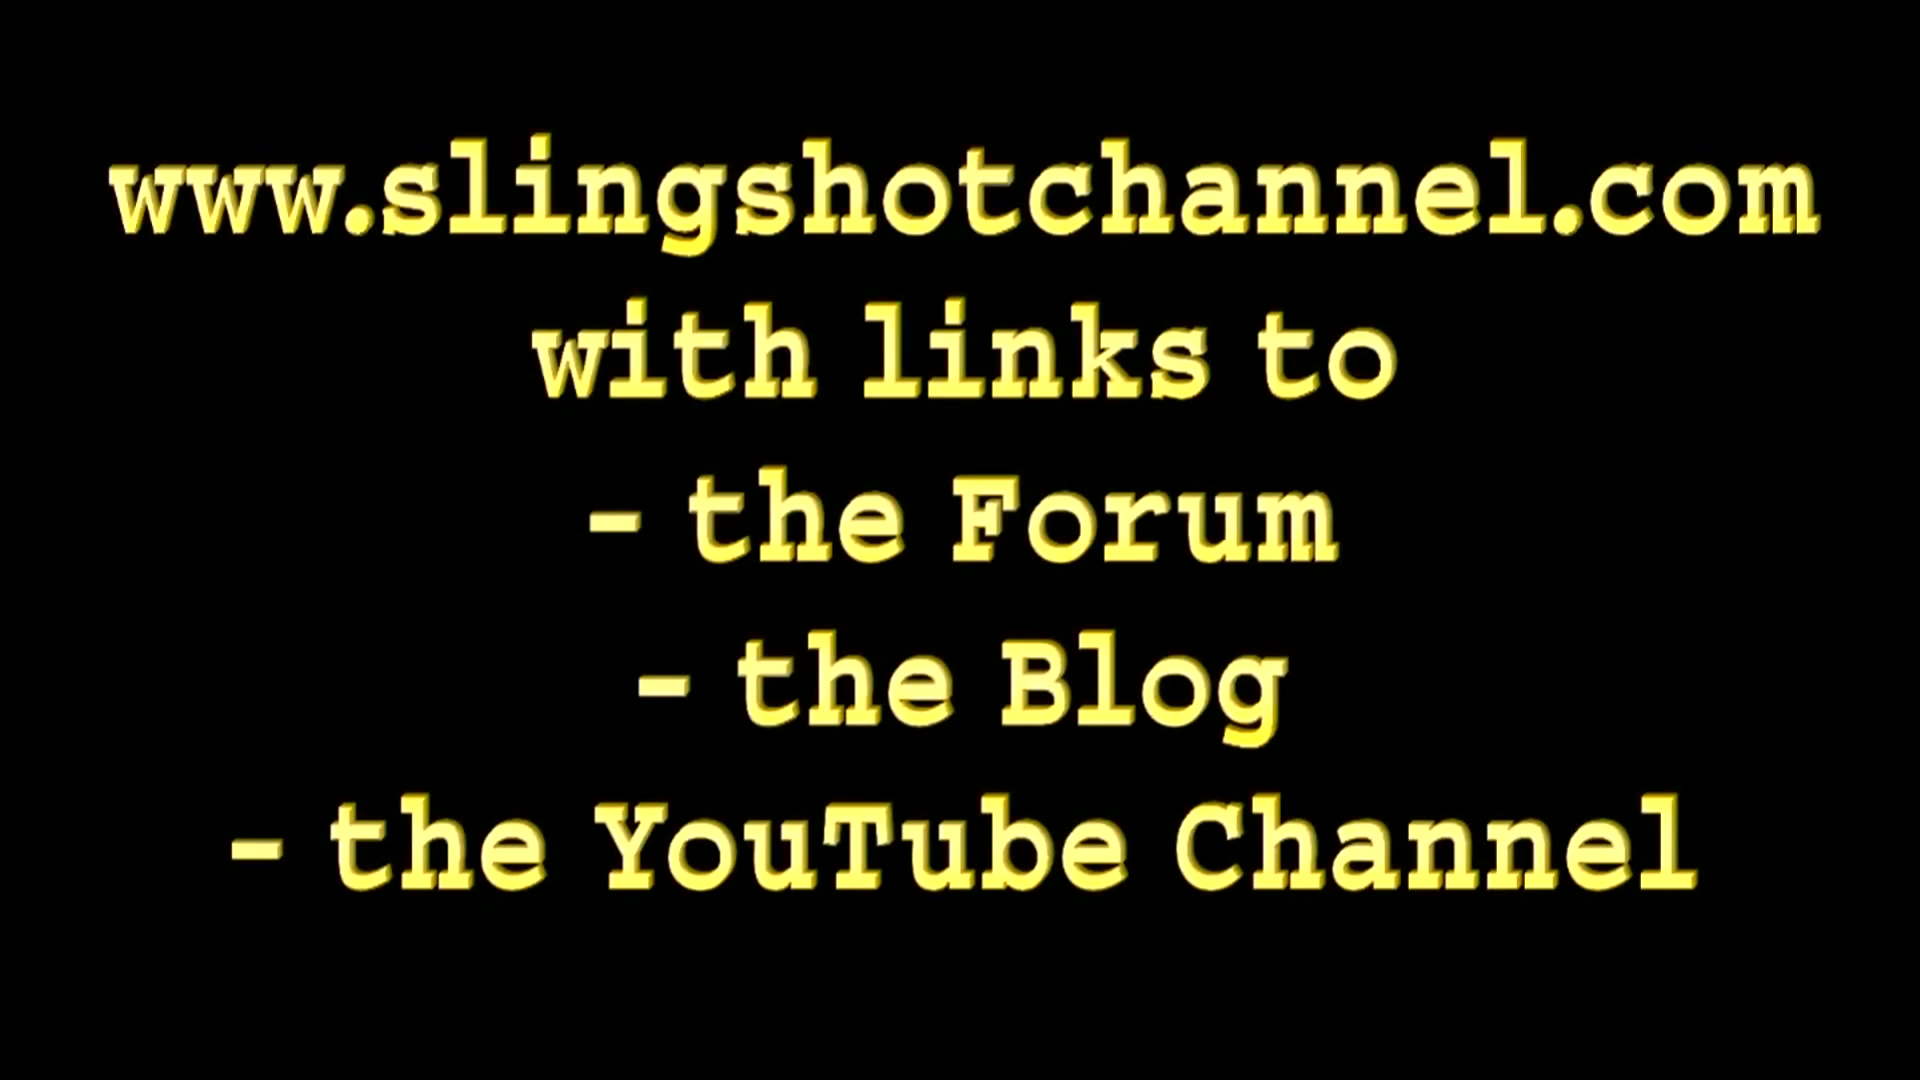 www.slingshotchannel.com
with links to
- the Forum
- the Blog
- the YouTube Channel